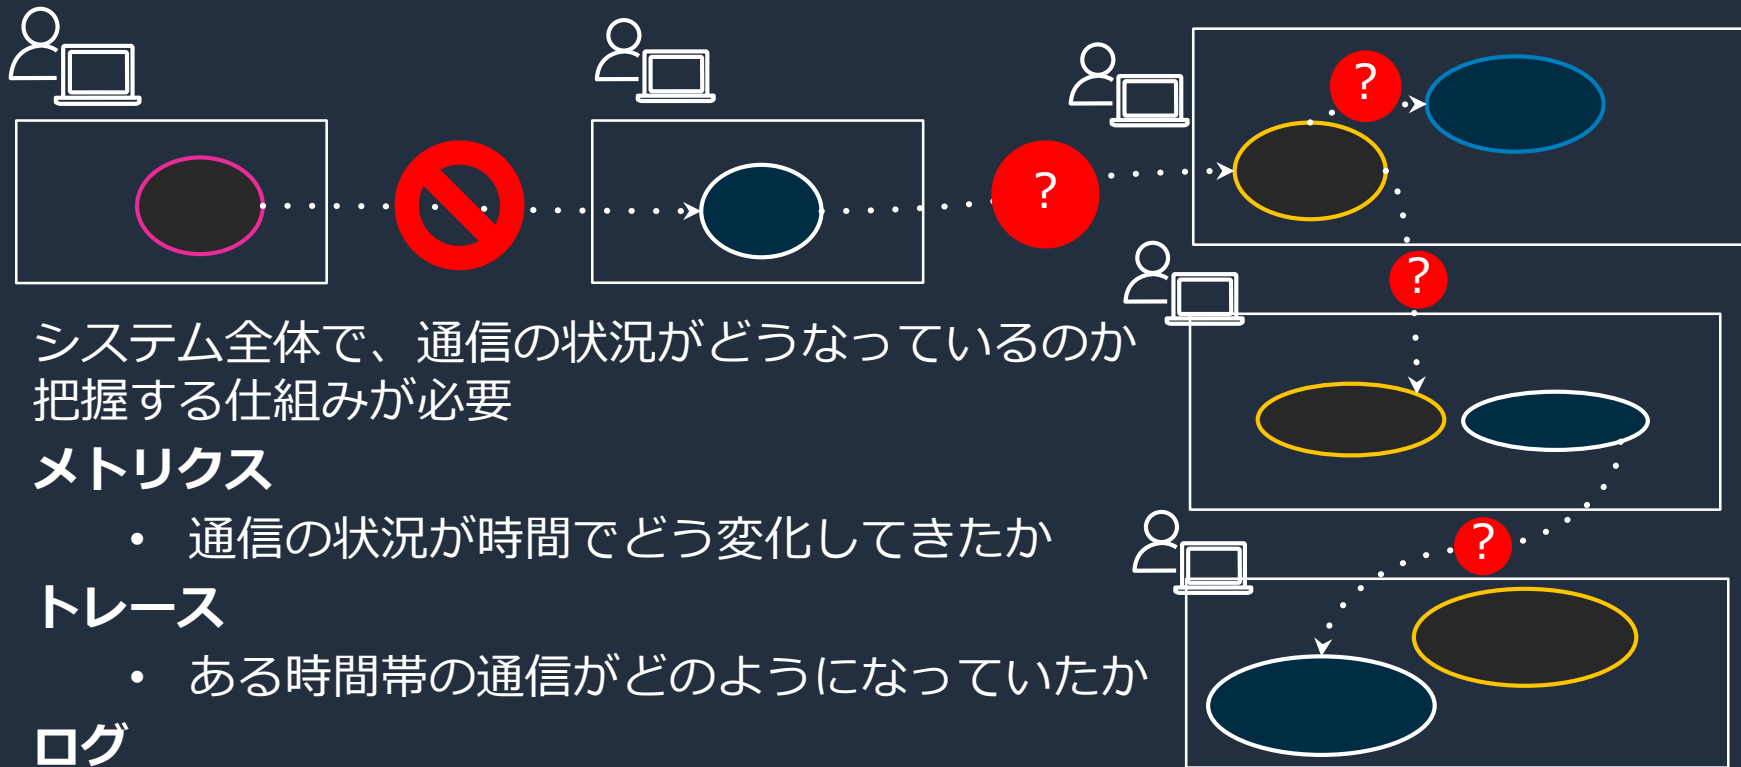 ?
?
?
システム全体で、通信の状況がどうなっているのか
把握する仕組みが必要
メトリクス
• 通信の状況が時間でどう変化してきたか
?
トレース
• ある時間帯の通信がどのようになっていたか
ログ